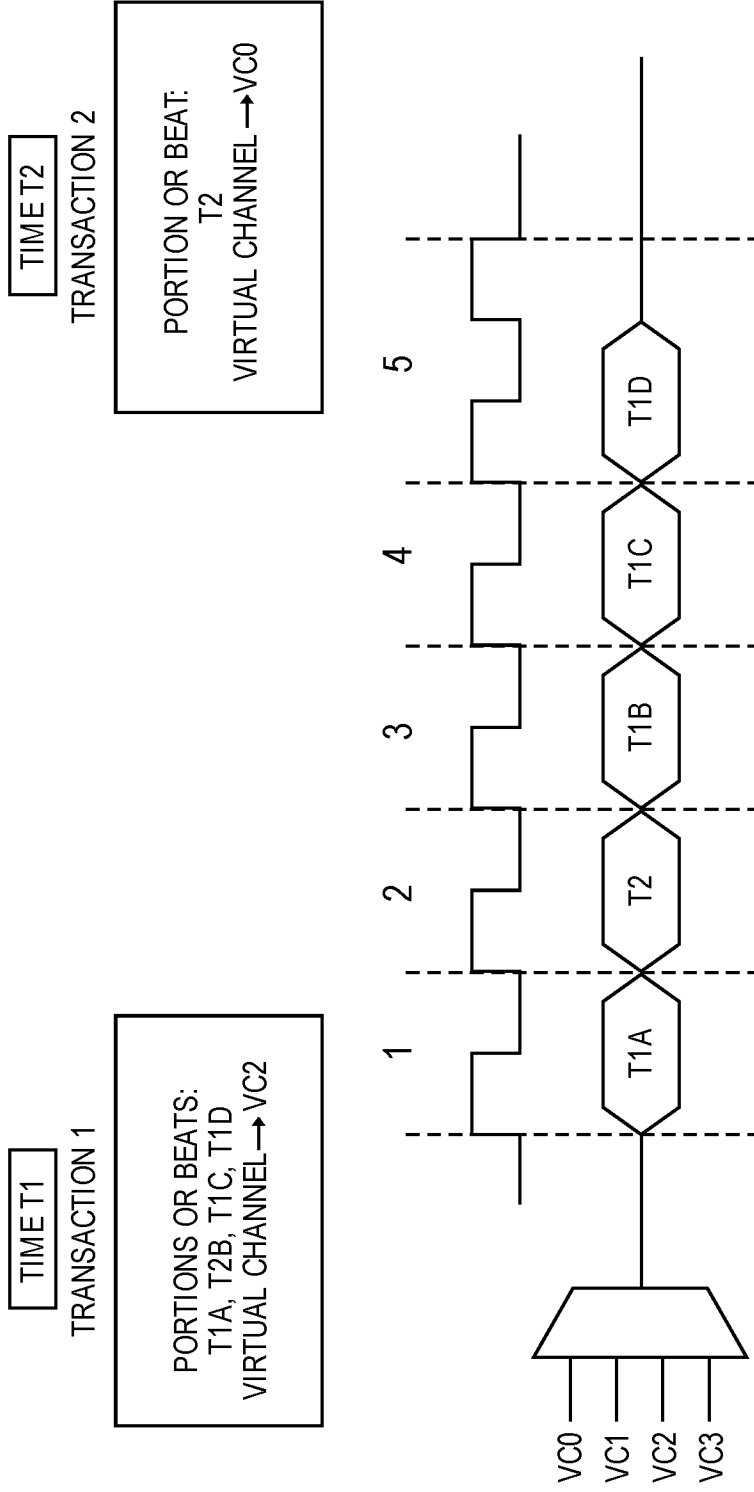 TIME T1
TRANSACTION 1
PORTIONS OR BEATS:
T1A, T2B, T1C, T1D
VIRTUAL CHANNEL → VC2
TIME T2
TRANSACTION 2
PORTION OR BEAT:
T2
VIRTUAL CHANNEL → VC0
1 2 3 4 5
VC0
VC1
VC2
VC3
T1A T2 T1B T1C T1D